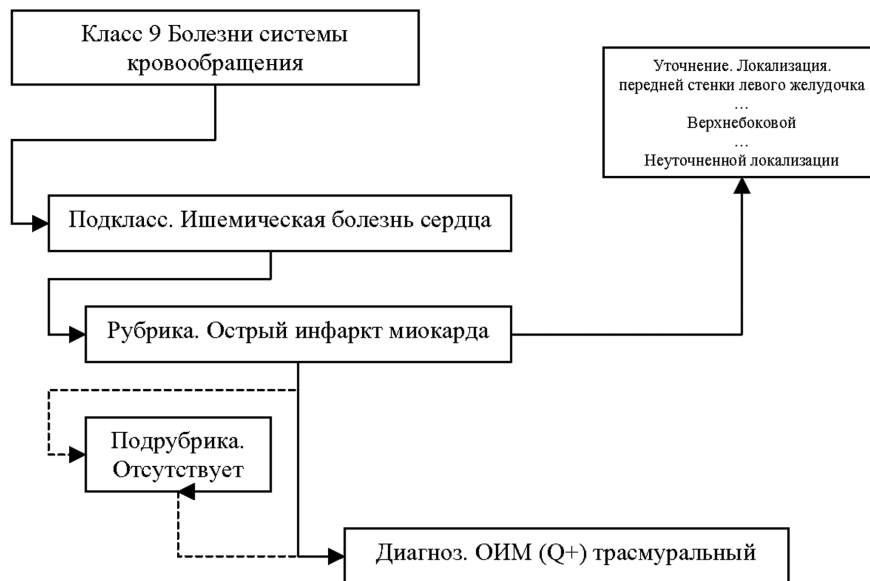 Класс 9 Болезни системы
кровообращения
Уточнение. Локализация.
передней стенки левого желудочка
…
Верхнебоковой
…
Неуточненной локализации
Подкласс. Ишемическая болезнь сердца
Рубрика. Острый инфаркт миокарда
Подрубрика.
Отсутствует
Диагноз. ОИМ (Q+) трасмуральный